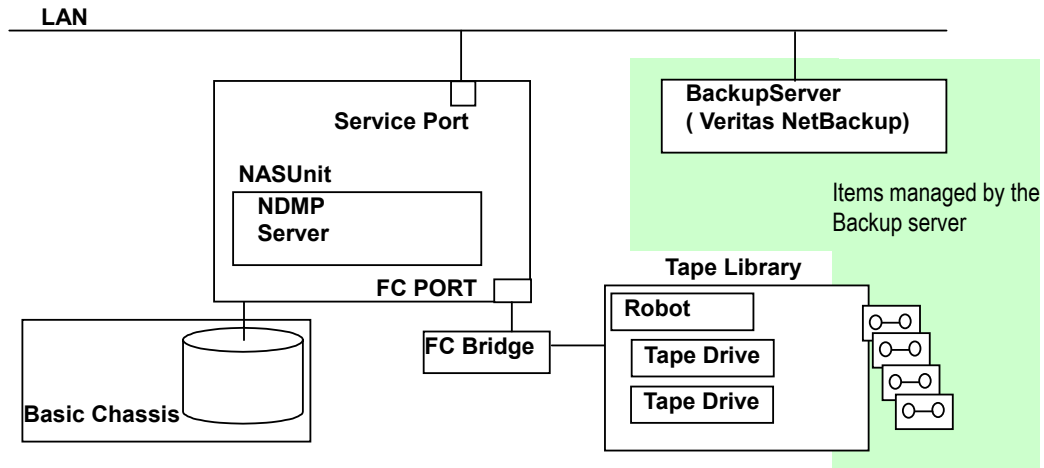 LAN
Service Port
NASUnit
NDMP
Server
FC PORT
Basic Chassis
FC Bridge
BackupServer
( Veritas NetBackup)
Items managed by the
Backup server
Tape Library
Robot
Tape Drive
Tape Drive